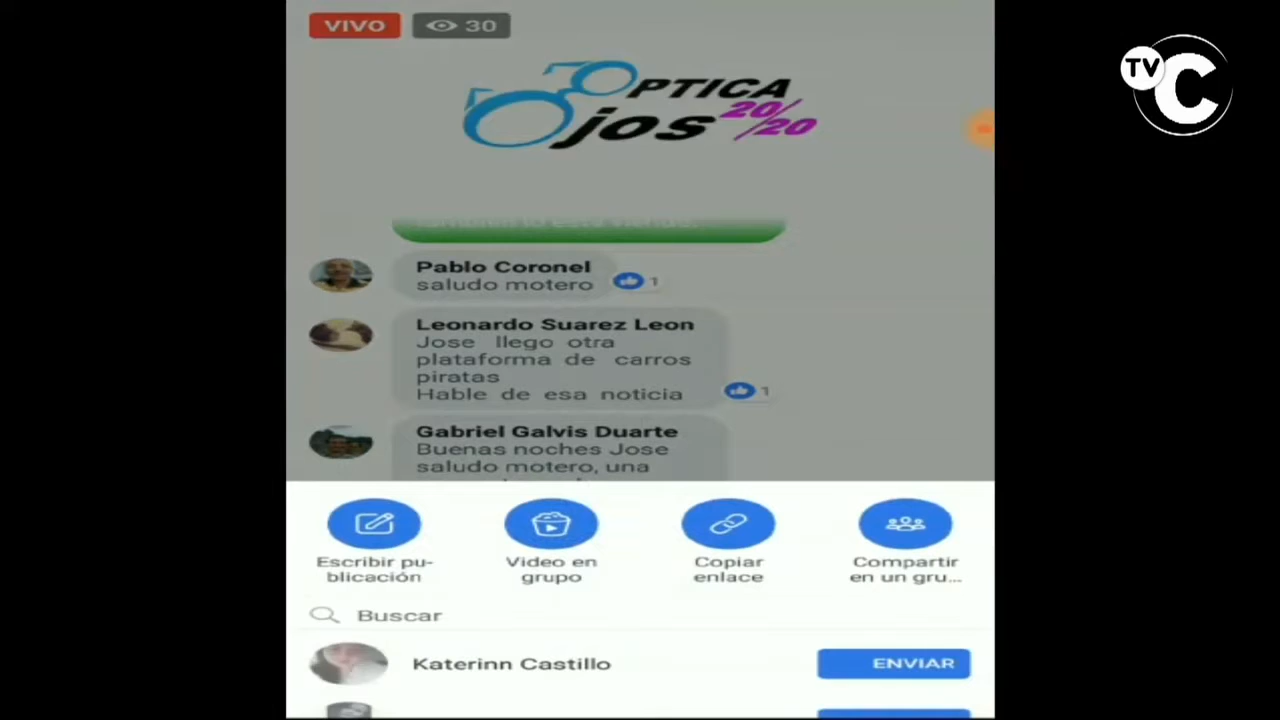 VIVO
30
TV C
OPTICA
Ojos 20/20
Pablo Coronel
saludo motero
1
Leonardo Suarez Leon
Jose llego otra
plataforma de carros
piratas
Hable de esa noticia
1
Gabriel Galvis Duarte
Buenas noches Jose
saludo motero, una
Escribir pu-
blicación
Video en
grupo
Copiar
enlace
Compartir
en un gru...
Buscar
Katerinn Castillo
ENVIAR